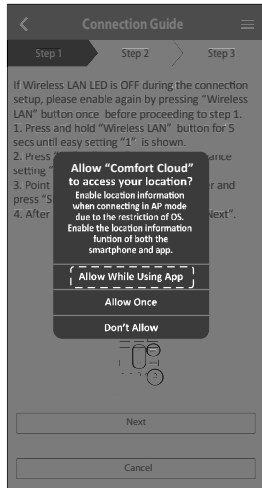 Connection Guide
Step 1
Step 2
Step 3
If Wireless LAN LED is OFF during the connection
setup, please enable again by pressing "Wireless
LAN" button once before proceeding to step 1.
1. Press and hold "Wireless LAN" button for 5
secs until easy setting "1" is shown.
2. Press
setting "
3. Point and
press "S
4. After Next".
Allow "Comfort Cloud"
to access your location?
Enable location information
when connecting in AP mode
due to the restriction of OS.
Enable the location information
funtion of both the
smartphone and app.
Allow While Using App
Allow Once
Don't Allow
Next
Cancel